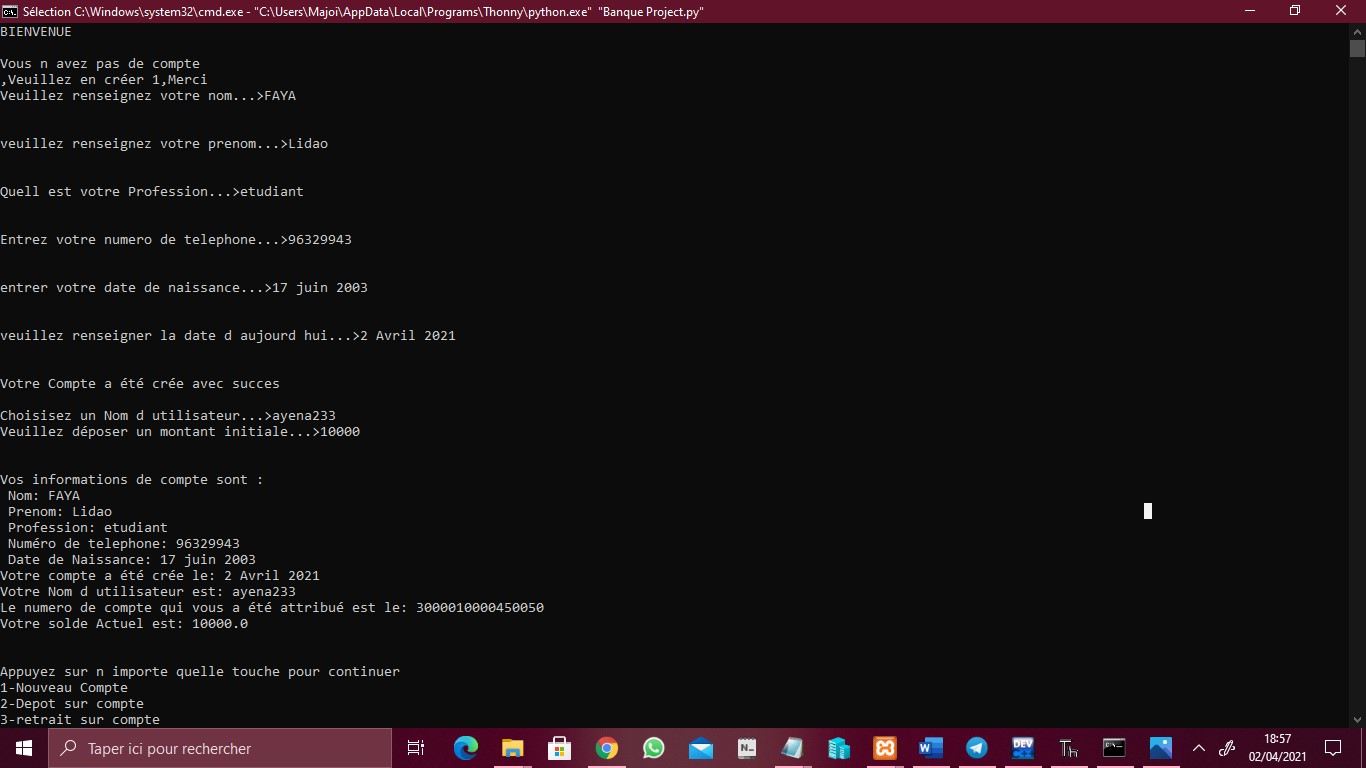 Sélection C:\Windows\system32\cmd.exe - "C:\Users\Majoi\AppData\Local\Programs\Thonny\python.exe" "Banque Project.py"
BIENVENUE
Vous n avez pas de compte
,Veuillez en créer 1,Merci
Veuillez renseignez votre nom...>FAYA
veuillez renseignez votre prenom...>Lidao
Quell est votre Profession...>etudiant
Entrez votre numero de telephone...>96329943
entrer votre date de naissance...>17 juin 2003
veuillez renseigner la date d aujourd hui...>2 Avril 2021
Votre Compte a été crée avec succes
Choisisez un Nom d utilisateur...>ayena233
Veuillez déposer un montant initiale...>10000
Vos informations de compte sont :
Nom: FAYA
Prenom: Lidao
Profession: etudiant
Numéro de telephone: 96329943
Date de Naissance: 17 juin 2003
Votre compte a été crée le: 2 Avril 2021
Votre Nom d utilisateur est: ayena233
Le numero de compte qui vous a été attribué est le: 3000010000450050
Votre solde Actuel est: 10000.0
Appuyez sur n importe quelle touche pour continuer
1-Nouveau Compte
2-Depot sur compte
3-retrait sur compte
Taper ici pour rechercher
18:57
02/04/2021